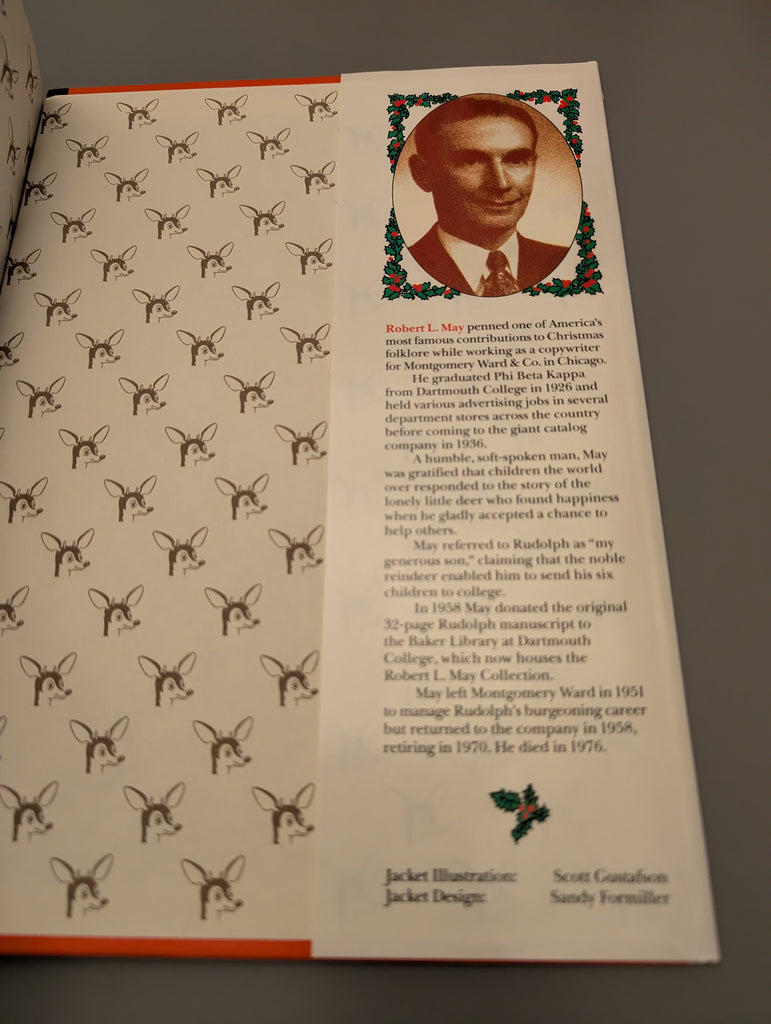 Robert L. May penned one of America's
most famous contributions to Christmas
folklore while working as a copywriter
for Montgomery Ward & Co. in Chicago.
He graduated Phi Beta Kappa
from Dartmouth College in 1926 and
held various advertising jobs in several
department stores across the country
before coming to the giant catalog
company in 1936.
A humble, soft-spoken man, May
was gratified that children the world
over responded to the story of the
lonely little deer who found happiness
when he gladly accepted a chance to
help others.
May referred to Rudolph as "my
generous son," claiming that the noble
reindeer enabled him to send his six
children to college.
In 1958 May donated the original
32-page Rudolph manuscript to
the Baker Library at Dartmouth
College, which now houses the
Robert L. May Collection.
May left Montgomery Ward in 1951
to manage Rudolph's burgeoning career
but returned to the company in 1958,
retiring in 1970. He died in 1976.
Jacket Illustration: Scott Gustafson
Jacket Design: Sandy Formiller